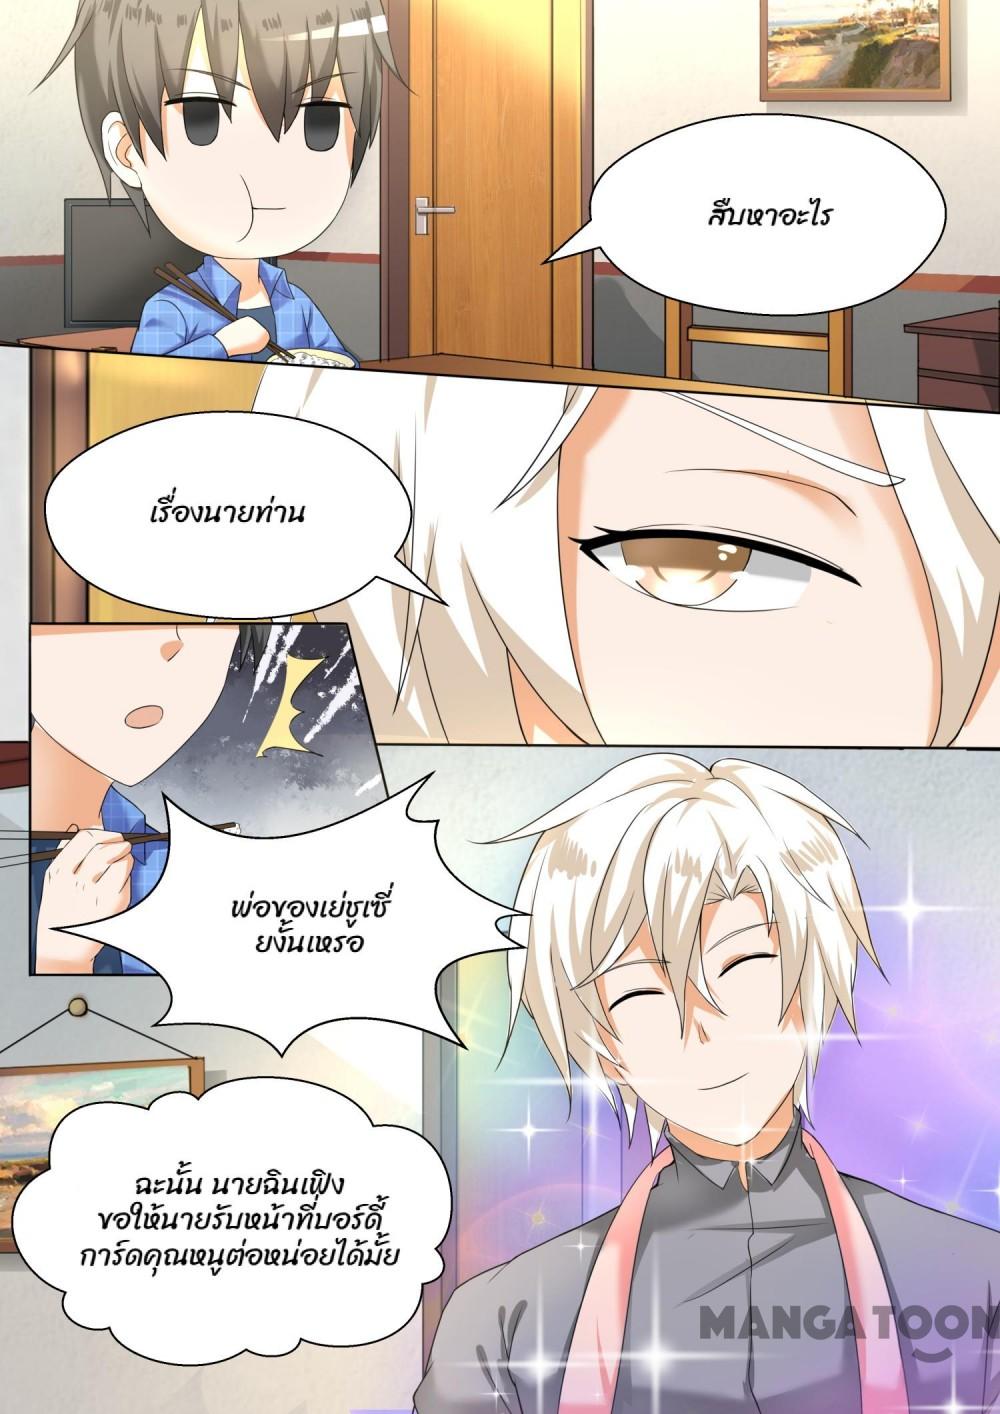 สืบหาอะไร
เรื่องนายท่าน
พ่อของเย่ชูเซี่
ยงั้นเหรอ
ฉะนั้น นายฉินเฟิง
ขอให้นายรับหน้าที่บอร์ดี้
การ์ดคุณหนูต่อหน่อยได้มั้ย
MANGATOON